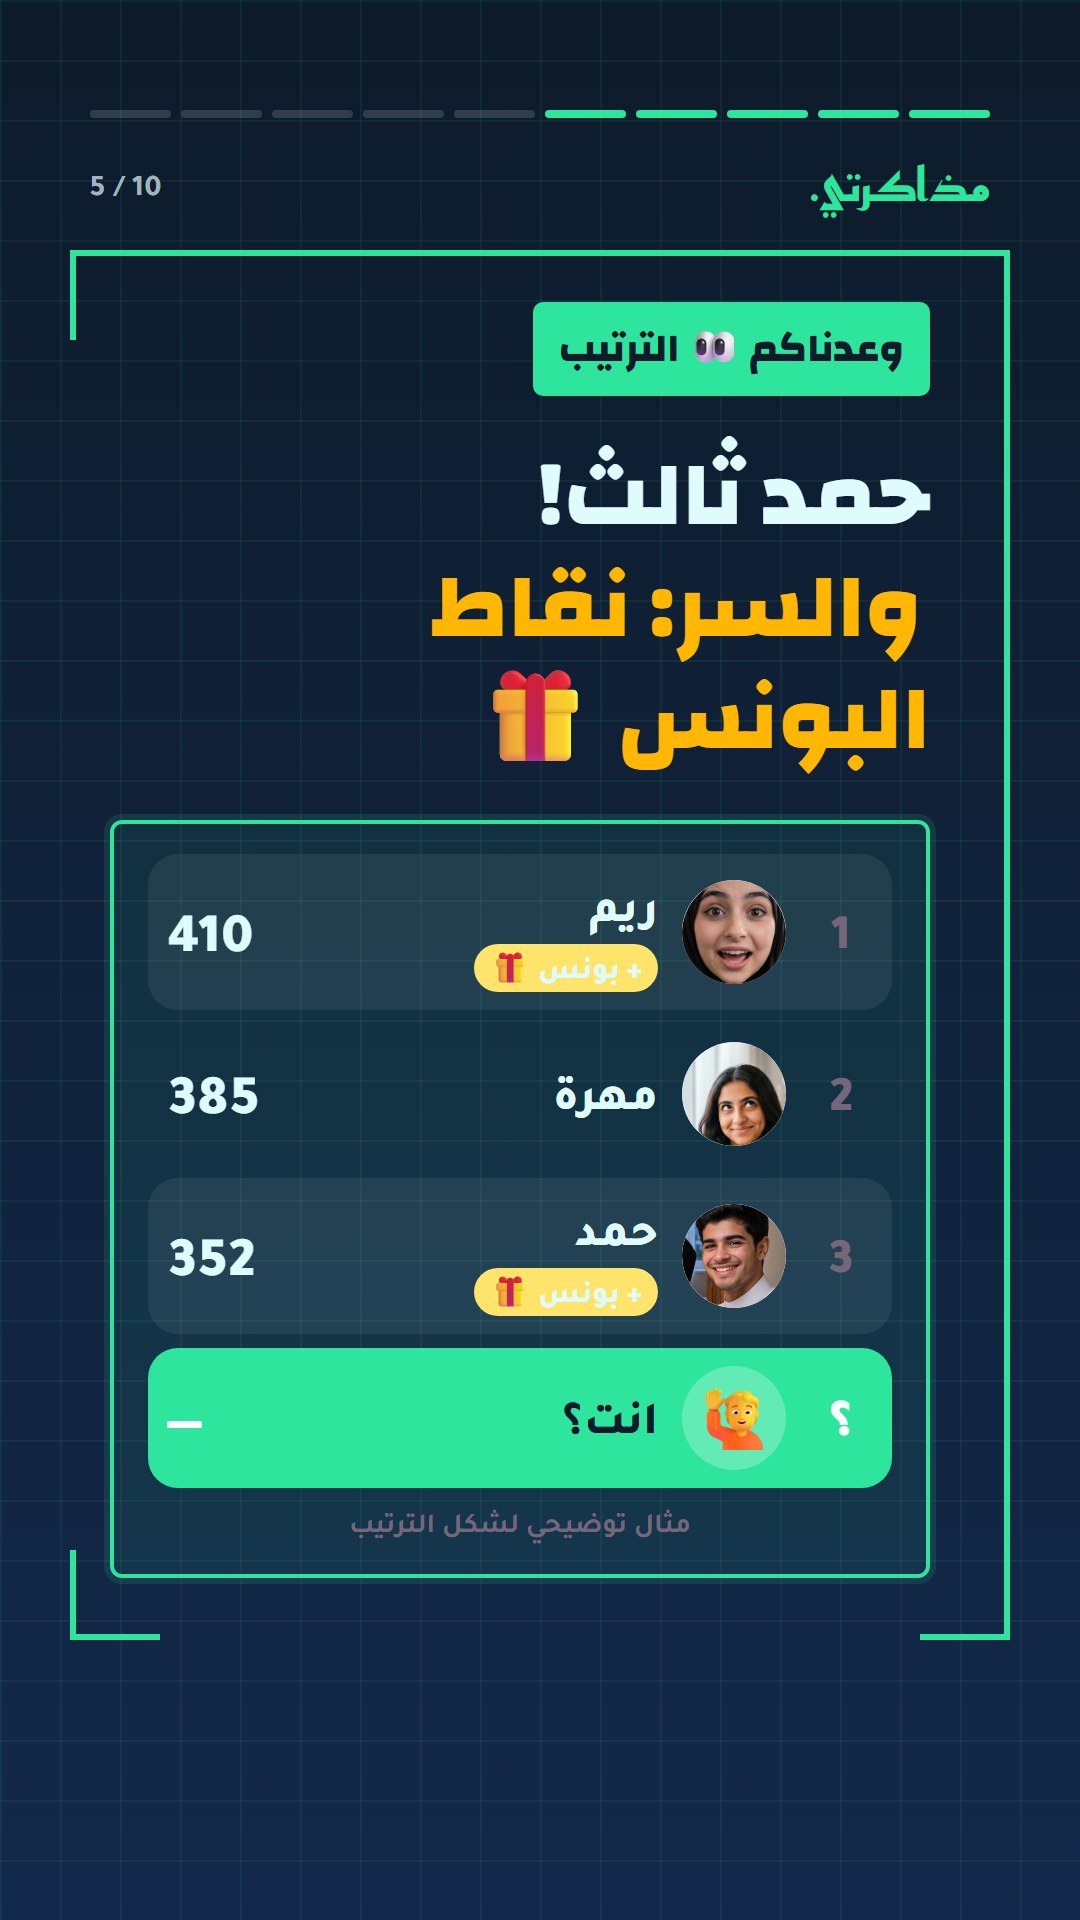 مذاكرتي.
5 / 10
وعدناكم 👀 الترتيب
حمد ثالث!
والسر: نقاط
البونس 🎁
1 ريم 410
+ بونس 🎁
2 مهرة 385
3 حمد 352
+ بونس 🎁
؟ انت؟ —
مثال توضيحي لشكل الترتيب